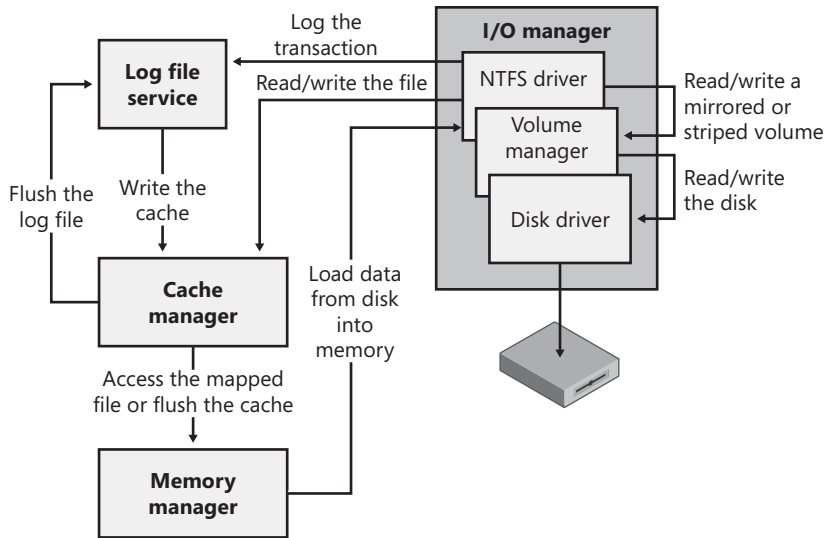 I/O manager
Log the
transaction
Log file
service
NTFS driver
Read/write the file
Read/write a
mirrored or
striped volume
Volume
manager
Flush the
log file
Write the
cache
Read/write
the disk
Disk driver
Cache
manager
Load data
from disk
into
memory
Access the mapped
file or flush the cache
Memory
manager